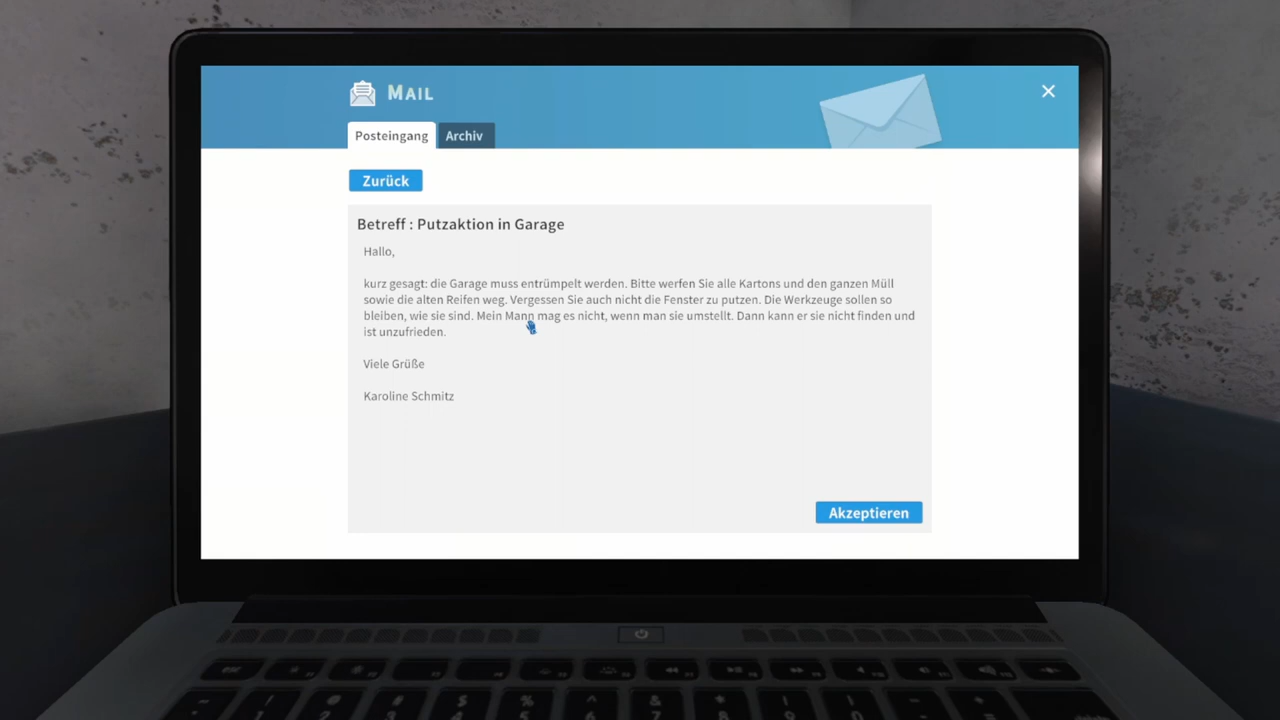 MAIL
Posteingang
Archiv
Zurück
Betreff : Putzaktion in Garage
Hallo,
kurz gesagt: die Garage muss entrümpelt werden. Bitte werfen Sie alle Kartons und den ganzen Müll
sowie die alten Reifen weg. Vergessen Sie auch nicht die Fenster zu putzen. Die Werkzeuge sollen so
bleiben, wie sie sind. Mein Mann mag es nicht, wenn man sie umstellt. Dann kann er sie nicht finden und
ist unzufrieden.
Viele Grüße
Karoline Schmitz
Akzeptieren